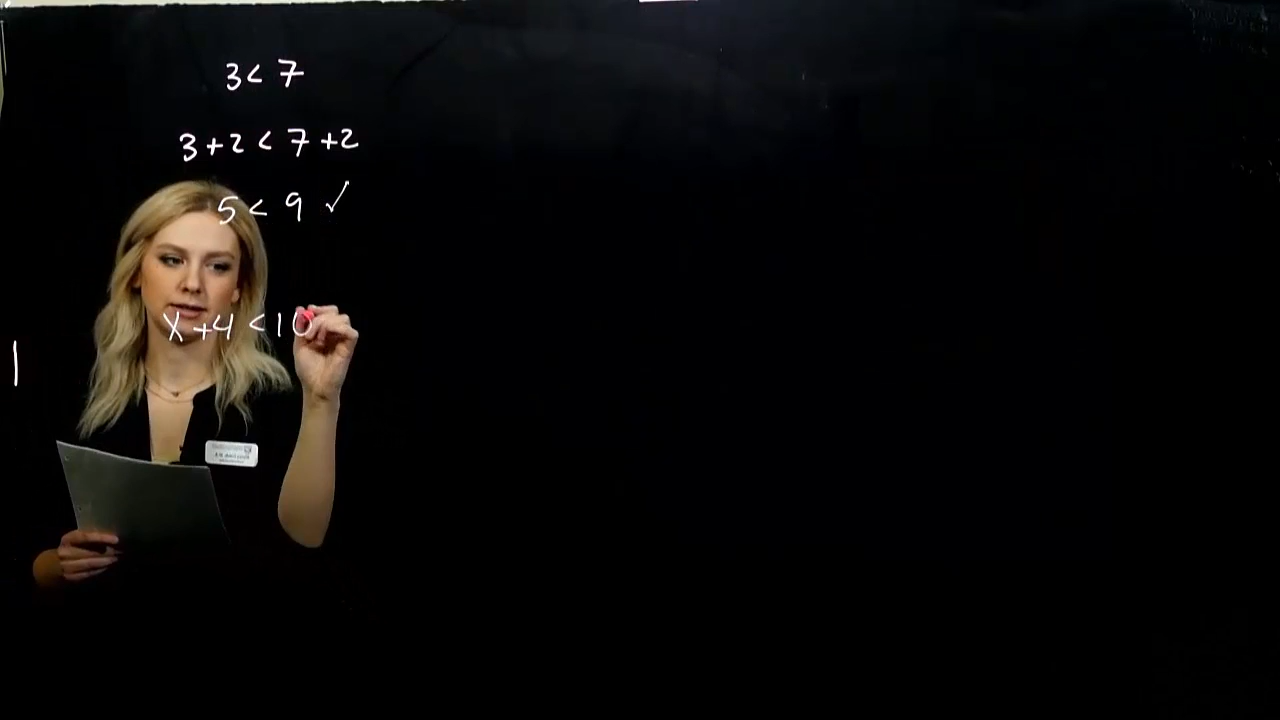 3 < 7
3 + 2 < 7 + 2
5 < 9 ✓
x + 4 < 10